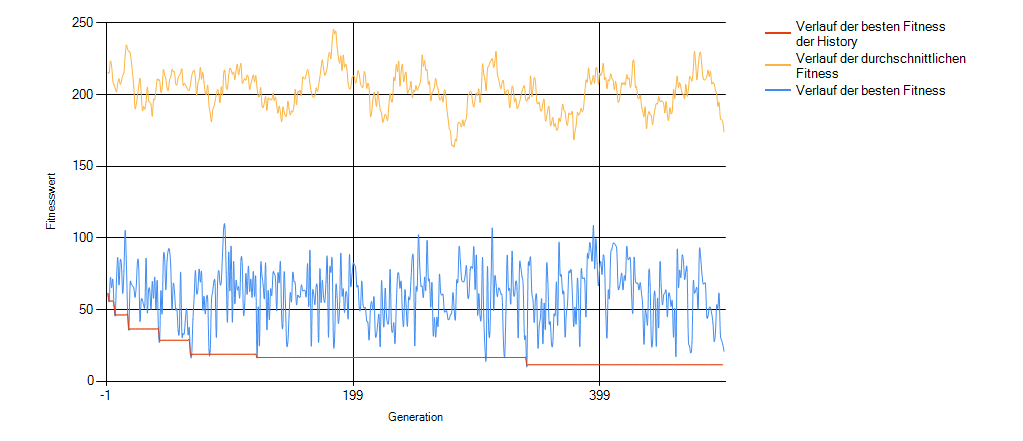 250
200
150
100
50
0
-1
199
399
Fitnesswert
Generation
Verlauf der besten Fitness
der History
Verlauf der durchschnittlichen
Fitness
Verlauf der besten Fitness